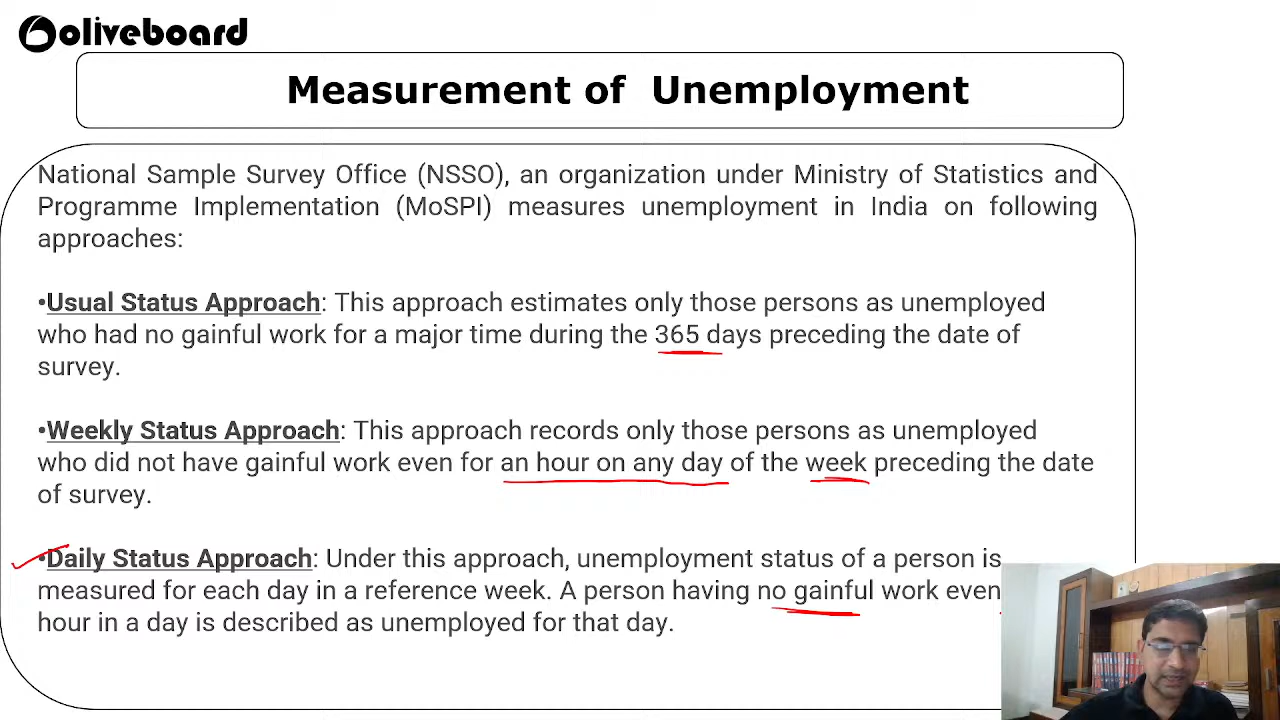 oliveboard
Measurement of Unemployment
National Sample Survey Office (NSSO), an organization under Ministry of Statistics and
Programme Implementation (MoSPI) measures unemployment in India on following
approaches:
•Usual Status Approach: This approach estimates only those persons as unemployed
who had no gainful work for a major time during the 365 days preceding the date of
survey.
•Weekly Status Approach: This approach records only those persons as unemployed
who did not have gainful work even for an hour on any day of the week preceding the date
of survey.
•Daily Status Approach: Under this approach, unemployment status of a person is
measured for each day in a reference week. A person having no gainful work even
hour in a day is described as unemployed for that day.